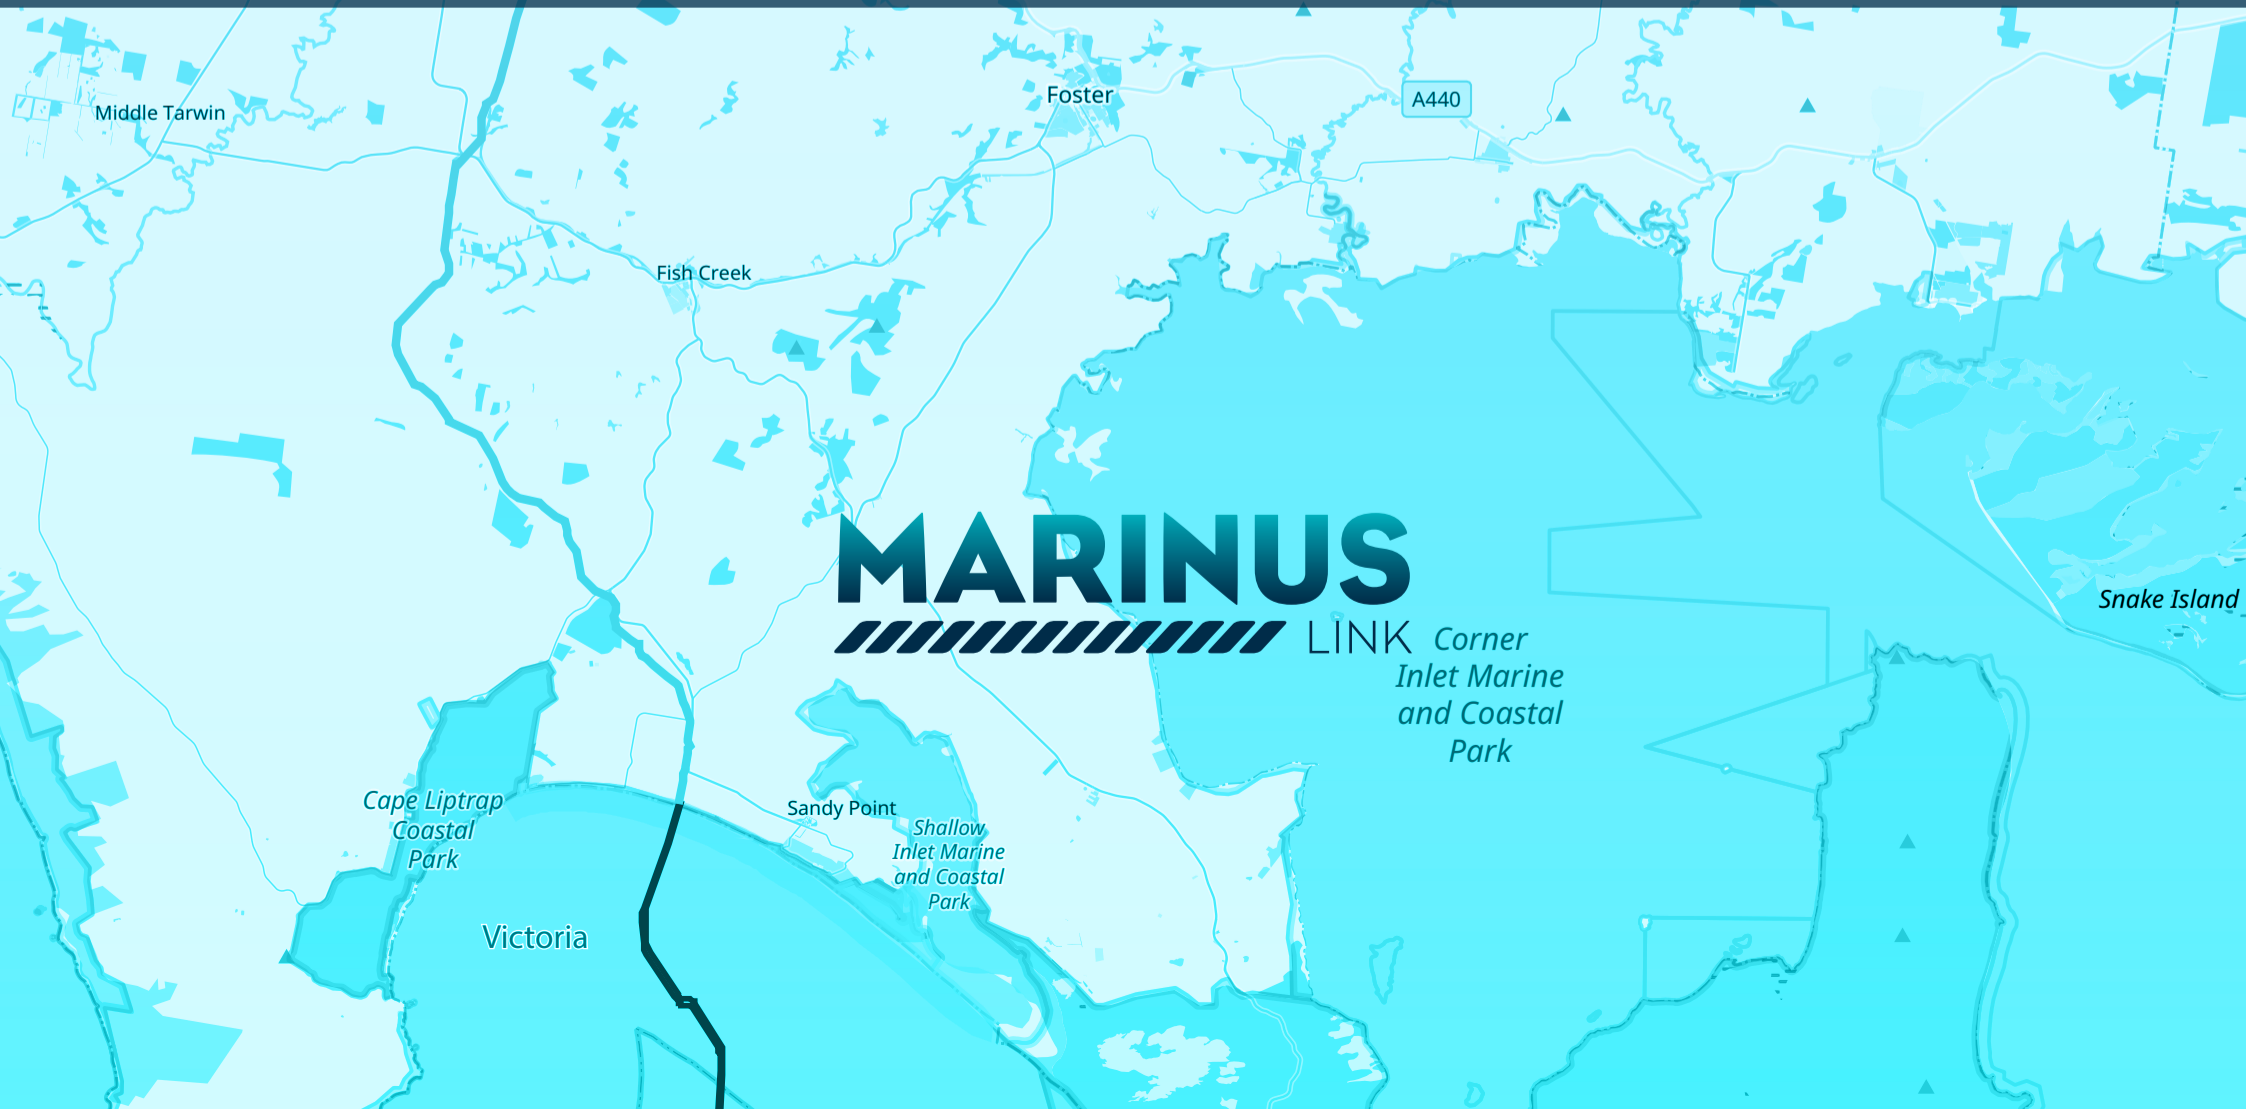 Middle Tarwin
Foster
A440
Fish Creek
MARINUS
LINK
Snake Island
Corner
Inlet Marine
and Coastal
Park
Cape Liptrap
Coastal
Park
Sandy Point
Shallow
Inlet Marine
and Coastal
Park
Victoria